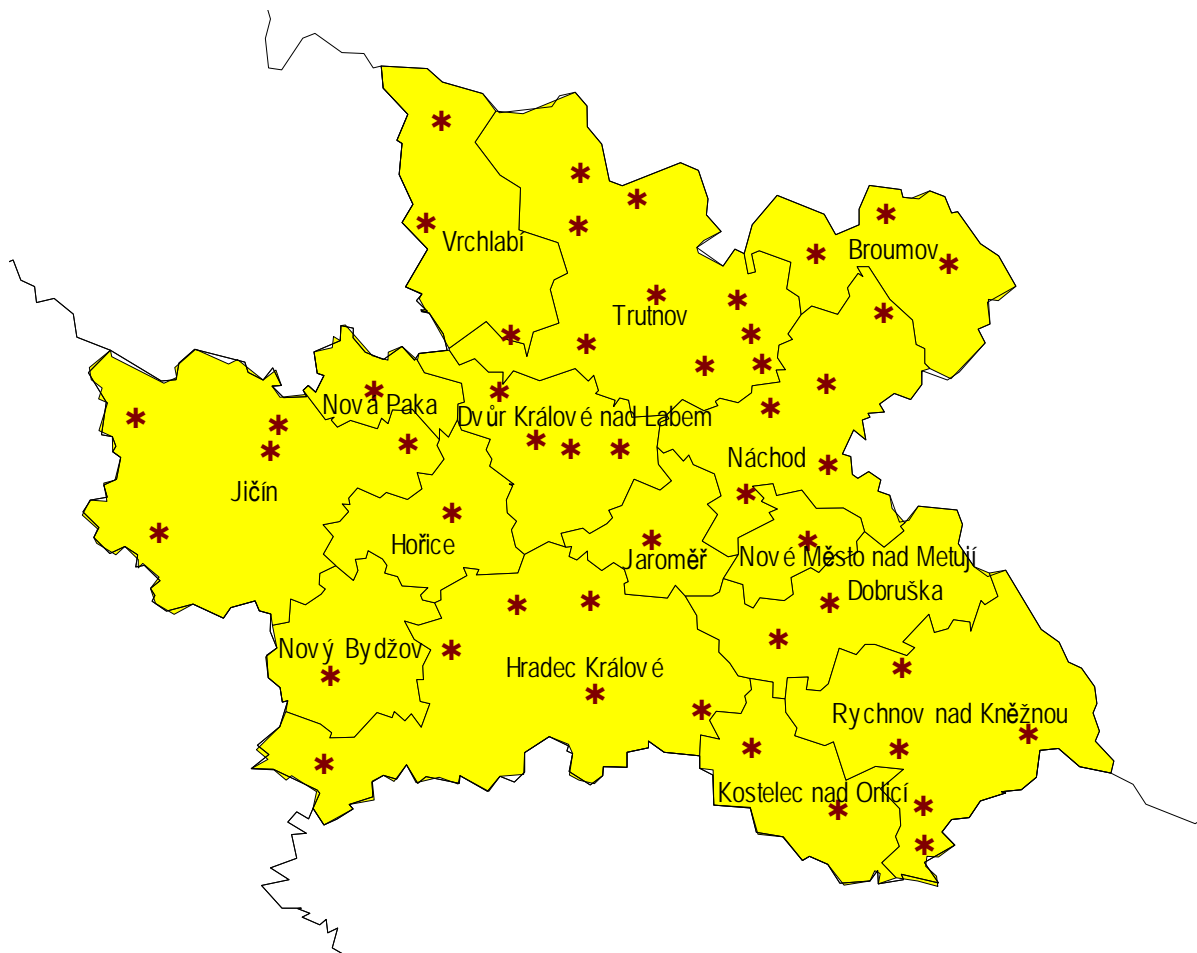 Vrchlabí
Broumov
Trutnov
Nová Paka
Dvůr Králové nad Labem
Náchod
Jičín
Hořice
Jaroměř
Nové Město nad Metují
Dobruška
Nový Bydžov
Hradec Králové
Rychnov nad Kněžnou
Kostelec nad Orlicí